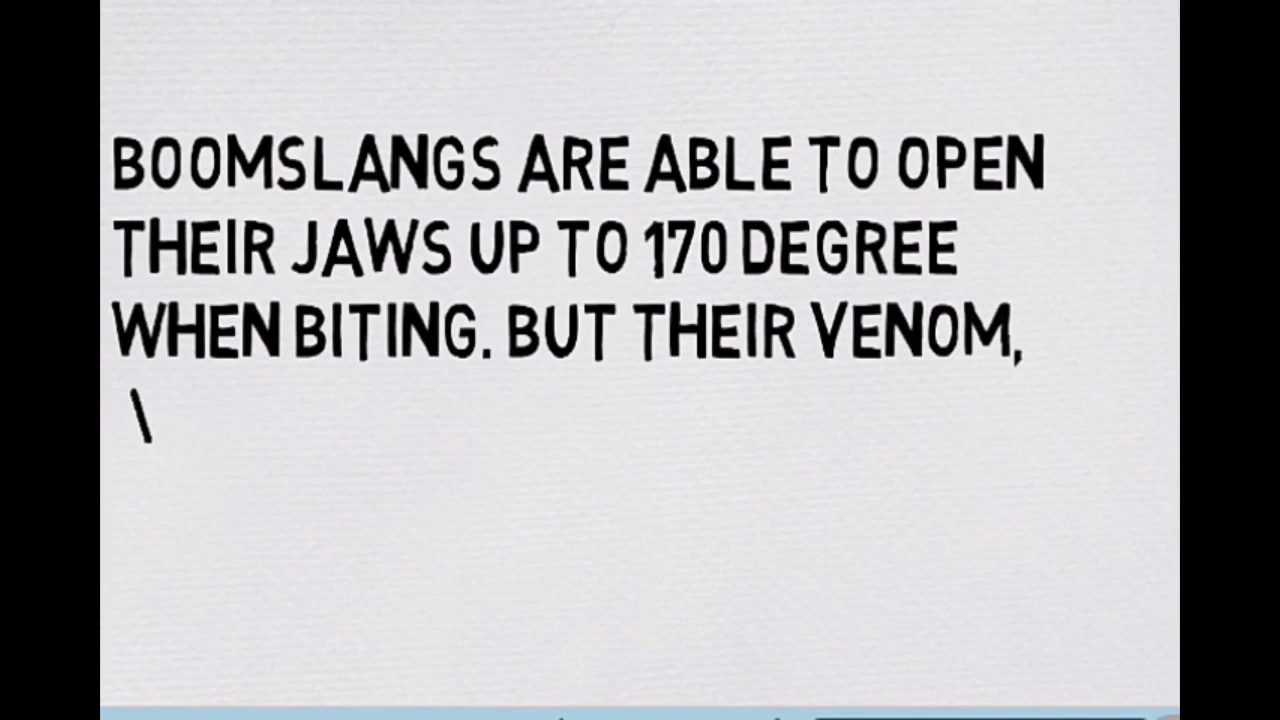 BOOMSLANGS ARE ABLE TO OPEN
THEIR JAWS UP TO 170 DEGREE
WHEN BITING. BUT THEIR VENOM,